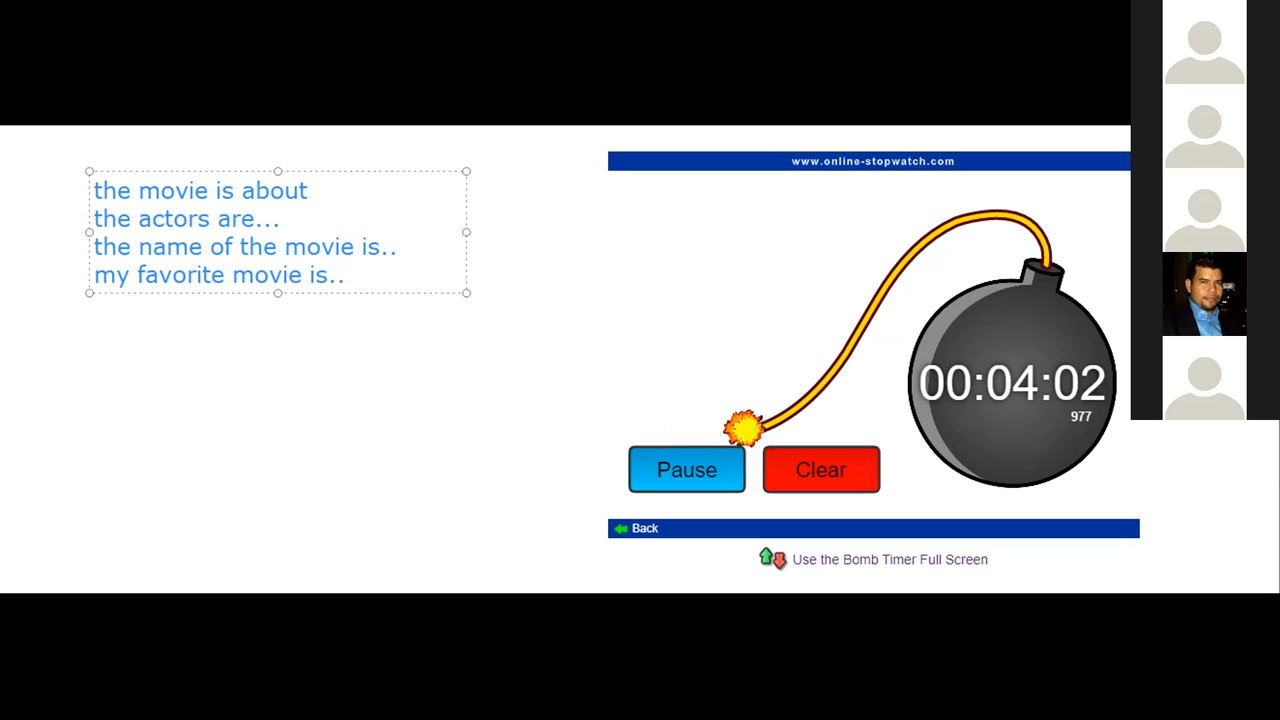 the movie is about
the actors are...
the name of the movie is..
my favorite movie is..
www.online-stopwatch.com
00:04:02
977
Pause
Clear
Back
Use the Bomb Timer Full Screen